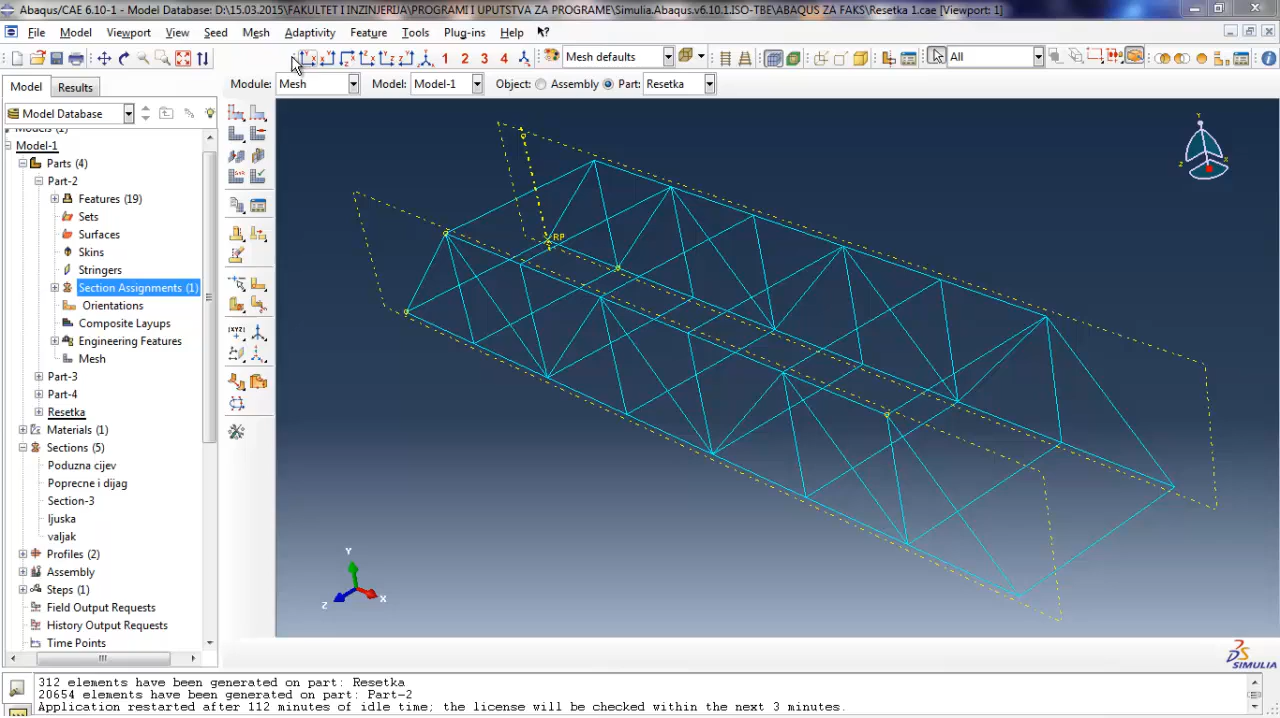 Abaqus/CAE 6.10-1 - Model Database: D:\15.03.2015\FAKULTET I INZINJERIJA\PROGRAMI I UPUTSTVA ZA PROGRAME\Simulia.Abaqus.v6.10.1.ISO-TBE\ABAQUS ZA FAKS\Resetka 1.cae [Viewport: 1]
File Model Viewport View Seed Mesh Adaptivity Feature Tools Plug-ins Help
1 2 3 4 Mesh defaults All
Model Results Module: Mesh Model: Model-1 Object: Assembly Part: Resetka
Model Database
Models (1)
Model-1
Parts (4)
Part-2
Features (19)
Sets
Surfaces
Skins
Stringers
Section Assignments (1)
Orientations
Composite Layups
Engineering Features
Mesh
Part-3
Part-4
Resetka
Materials (1)
Sections (5)
Poduzna cijev
Poprecne i dijag
Section-3
ljuska
valjak
Profiles (2)
Assembly
Steps (1)
Field Output Requests
History Output Requests
Time Points
RP
Y
Z X
Y
Z X
SIMULIA
312 elements have been generated on part: Resetka
20654 elements have been generated on part: Part-2
Application restarted after 112 minutes of idle time; the license will be checked within the next 3 minutes.